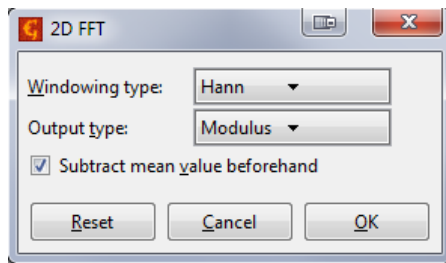 2D FFT
Windowing type: Hann
Output type: Modulus
Subtract mean value beforehand
Reset Cancel OK